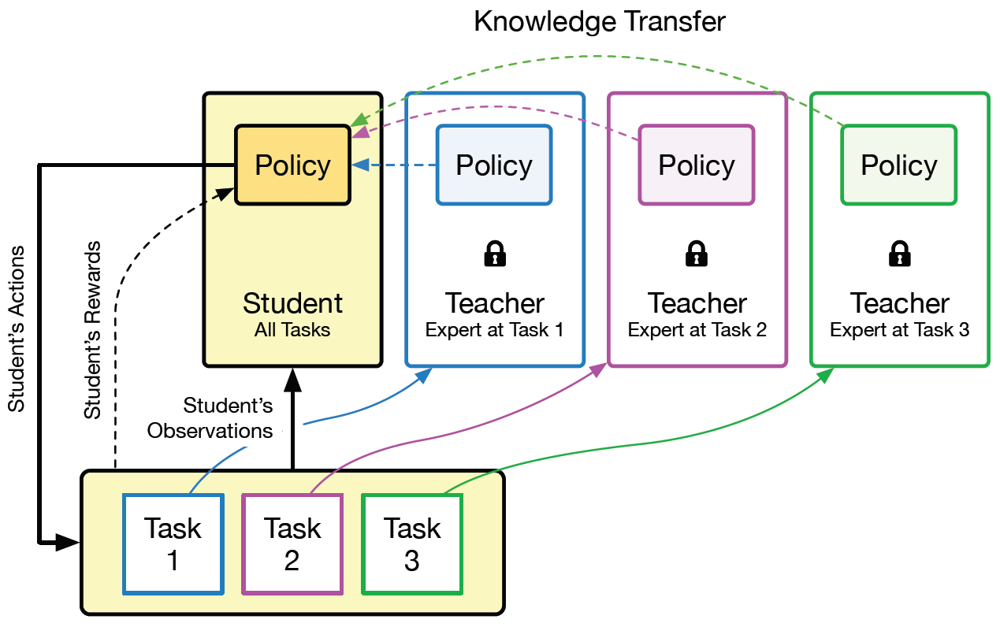 Knowledge Transfer
Policy
Policy
Policy
Policy
Student
All Tasks
Teacher
Expert at Task 1
Teacher
Expert at Task 2
Teacher
Expert at Task 3
Student’s Actions
Student’s Rewards
Student’s
Observations
Task
1
Task
2
Task
3